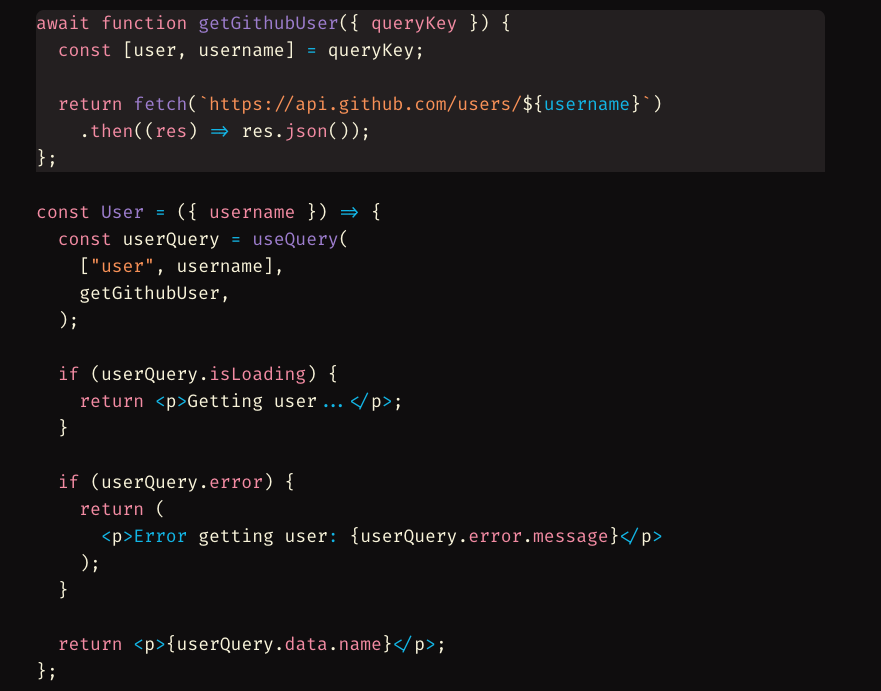 await function getGithubUser({ queryKey }) {
  const [user, username] = queryKey;

  return fetch(`https://api.github.com/users/${username}`)
    .then((res) => res.json());
};

const User = ({ username }) => {
  const userQuery = useQuery(
    ["user", username],
    getGithubUser,
  );

  if (userQuery.isLoading) {
    return <p>Getting user...</p>;
  }

  if (userQuery.error) {
    return (
      <p>Error getting user: {userQuery.error.message}</p>
    );
  }

  return <p>{userQuery.data.name}</p>;
};